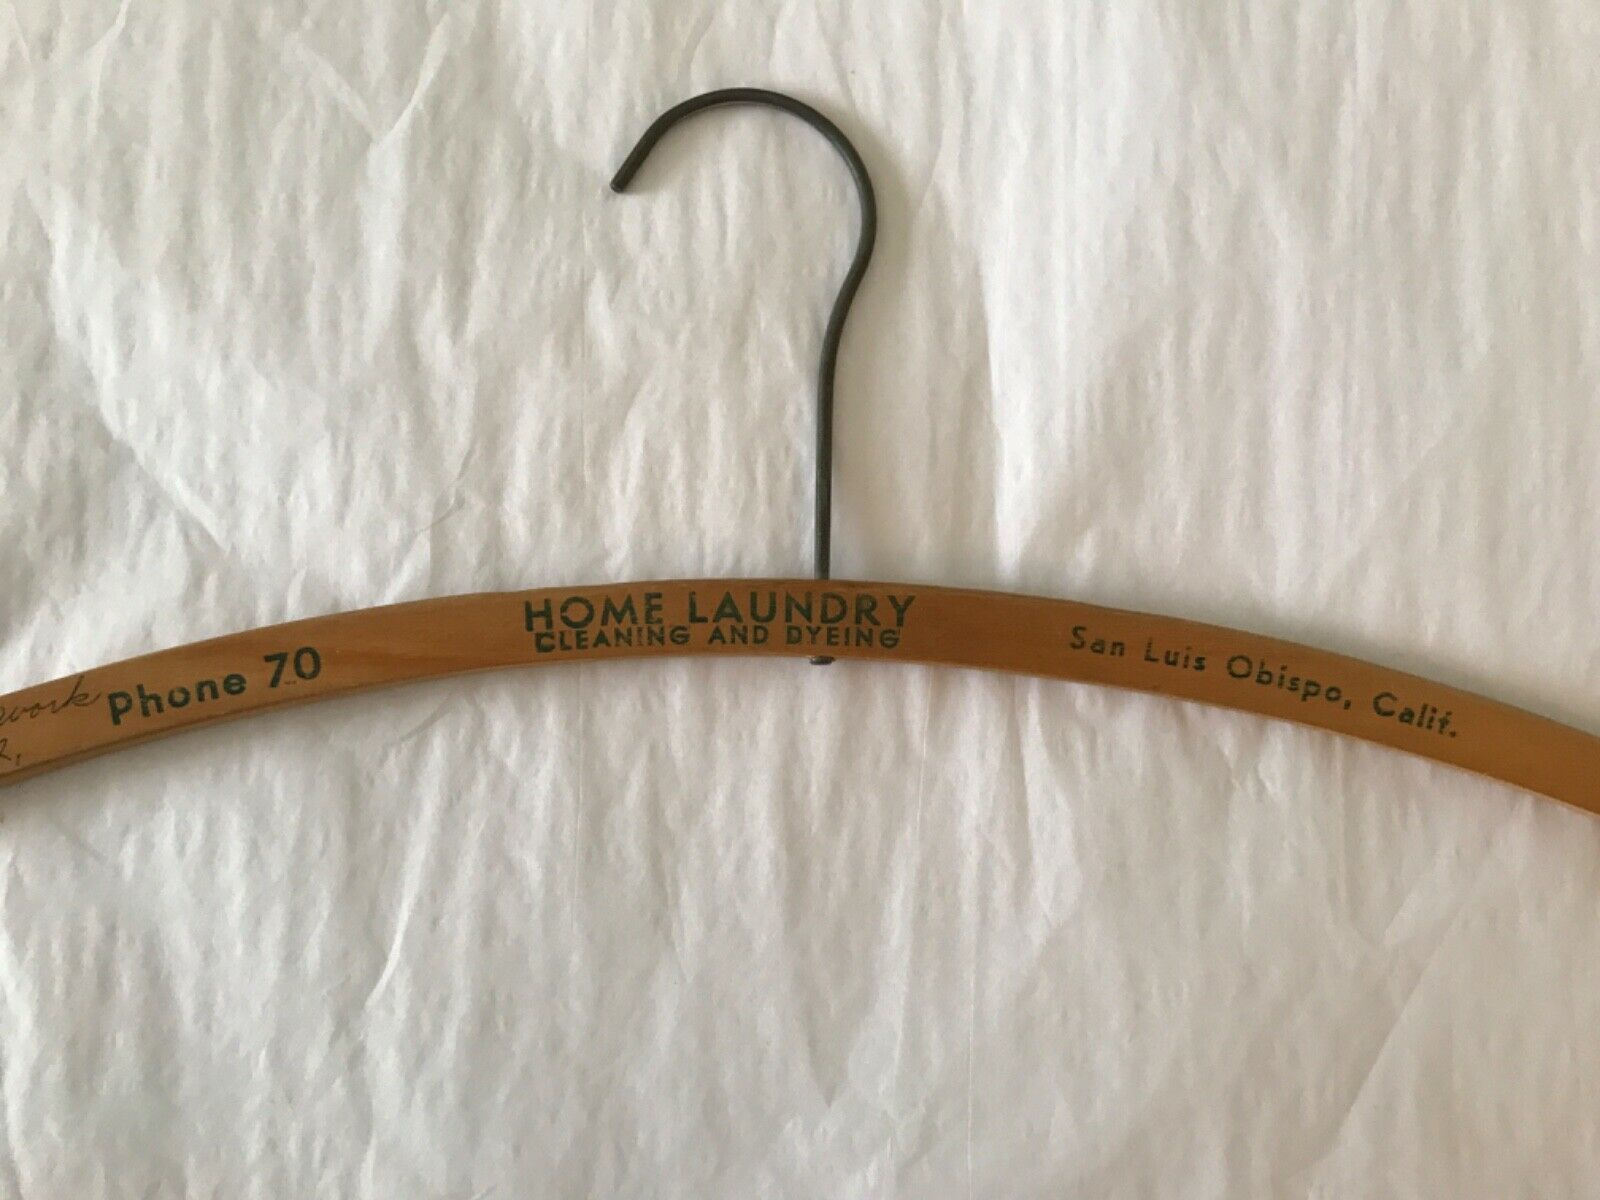 Phone 70
HOME LAUNDRY
CLEANING AND DYEING
San Luis Obispo, Calif.